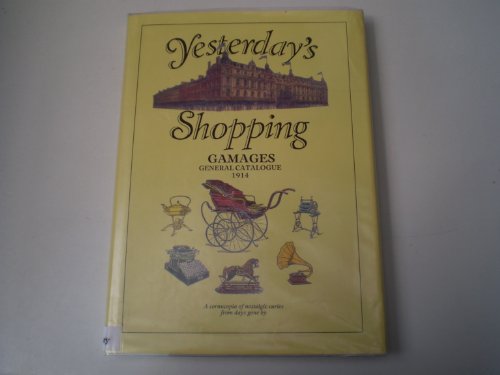 Yesterday's
Shopping
GAMAGES
GENERAL CATALOGUE
1914
A cornucopia of nostalgic curios
from days gone by